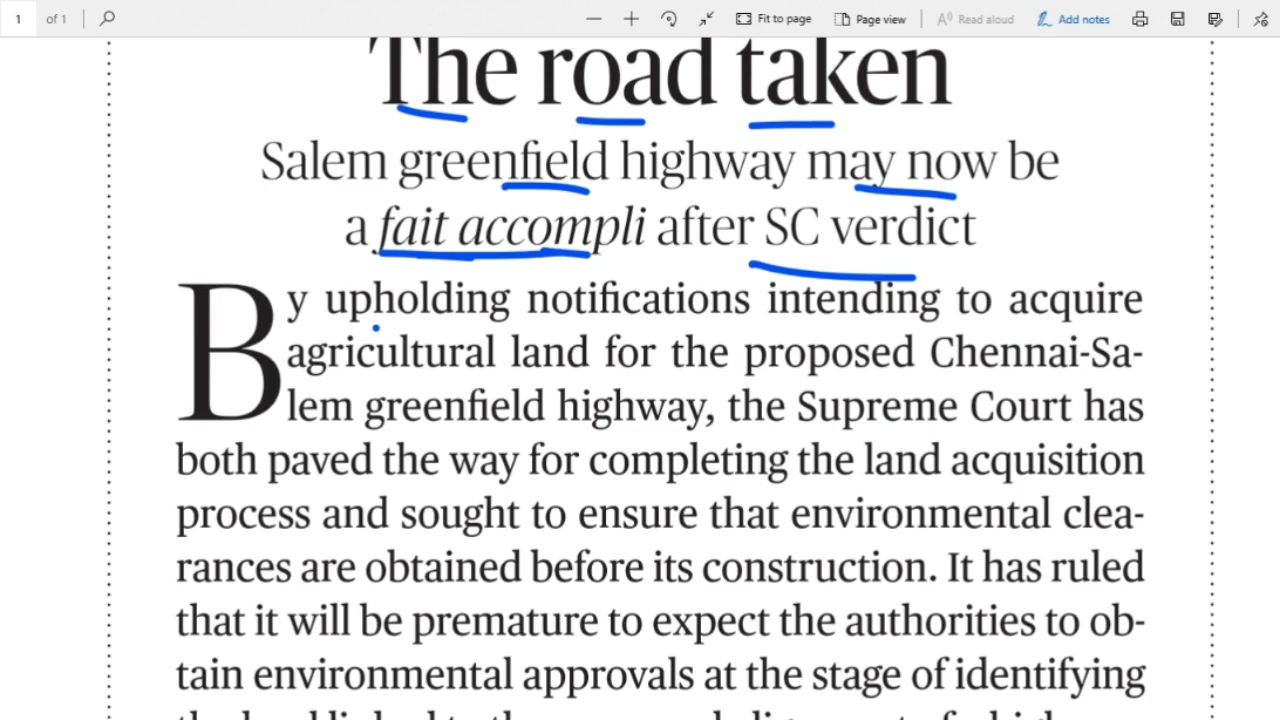 1 of 1 Fit to page Page view Read aloud Add notes
The road taken
Salem greenfield highway may now be
a fait accompli after SC verdict
By upholding notifications intending to acquire
agricultural land for the proposed Chennai-Sa-
lem greenfield highway, the Supreme Court has
both paved the way for completing the land acquisition
process and sought to ensure that environmental clea-
rances are obtained before its construction. It has ruled
that it will be premature to expect the authorities to ob-
tain environmental approvals at the stage of identifying